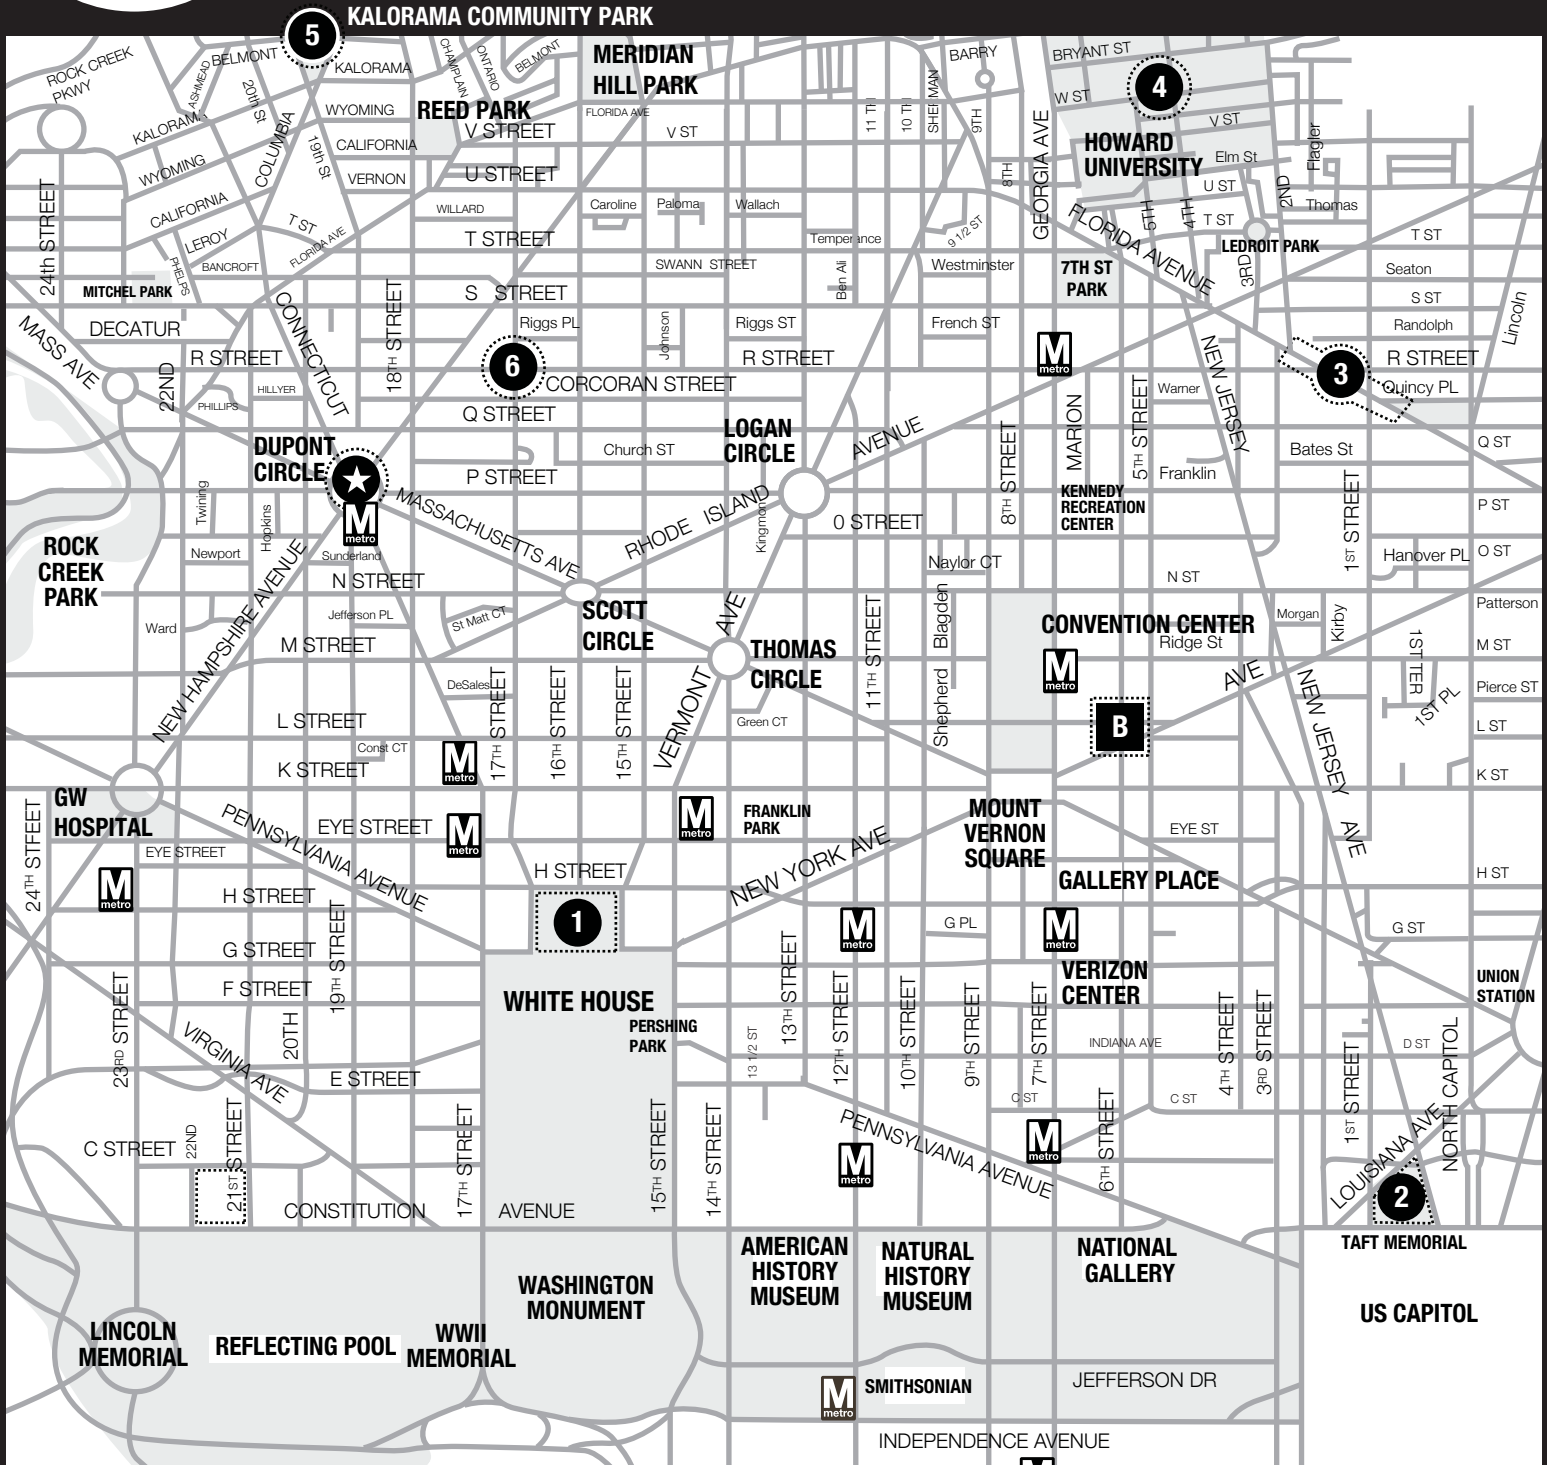 5
KALORAMA COMMUNITY PARK
ROCK CREEK
PKWY
ASHMEAD
BELMONT
20th St
KALORAMA
CHAMPLAIN
ONTARIO
BELMONT
MERIDIAN
HILL PARK
BARRY
BRYANT ST
4
W ST
V ST
KALORAMA
WYOMING
REED PARK
FLORIDA AVE
V STREET
V ST
11 TH
10 TH
SHERMAN
9TH
GEORGIA AVE
HOWARD
UNIVERSITY
Elm St
Flagler
COLUMBIA
19th St
CALIFORNIA
WYOMING
VERNON
U STREET
8TH
U ST
2ND
Thomas
24th STREET
CALIFORNIA
T ST
FLORIDA AVE
WILLARD
Caroline
Paloma
Wallach
9 1/2 ST
FLORIDA AVENUE
5TH
4TH
T ST
LEDROIT PARK
T ST
LEROY
PHELPS
BANCROFT
T STREET
Temperance
SWANN STREET
Ben Ali
Westminster
7TH ST
PARK
3RD
Seaton
MITCHEL PARK
S STREET
S ST
Lincoln
MASS AVE
DECATUR
CONNECTICUT
18TH STREET
Riggs PL
Johnson
Riggs ST
French ST
Randolph
R STREET
6
R STREET
M
metro
NEW JERSEY
3
R STREET
22ND
HILLYER
PHILLIPS
CORCORAN STREET
Warner
Quincy PL
Q STREET
MARION
5TH STREET
DUPONT
CIRCLE
LOGAN
CIRCLE
AVENUE
8TH STREET
Church ST
Bates St
Q ST
P STREET
Franklin
Twining
Hopkins
M
metro
MASSACHUSETTS AVE
RHODE ISLAND
Kingmon
O STREET
KENNEDY
RECREATION
CENTER
1ST STREET
P ST
ROCK
CREEK
PARK
Newport
Sunderland
NEW HAMPSHIRE AVENUE
N STREET
Naylor CT
N ST
Hanover PL
O ST
Jefferson PL
St Matt CT
SCOTT
CIRCLE
AVE
11TH STREET
Blagden
CONVENTION CENTER
Morgan
Kirby
Patterson
Ward
M STREET
THOMAS
CIRCLE
Ridge St
1ST TER
M ST
DeSales
17TH STREET
16TH STREET
15TH STREET
VERMONT
Shepherd
M
metro
AVE
NEW JERSEY
1ST PL
Pierce ST
L STREET
Green CT
B
L ST
Const CT
M
metro
K STREET
K ST
GW
HOSPITAL
24TH STFEET
PENNSYLVANIA AVENUE
EYE STREET
M
metro
M
metro
FRANKLIN
PARK
NEW YORK AVE
MOUNT
VERNON
SQUARE
EYE ST
AVE
EYE STREET
M
metro
H STREET
H STREET
GALLERY PLACE
H ST
19TH STREET
1
M
metro
G PL
M
metro
G ST
G STREET
13TH STREET
VERIZON
CENTER
UNION
STATION
F STREET
WHITE HOUSE
PERSHING
PARK
23RD STREET
VIRGINIA AVE
20TH
13 1/2 ST
12TH STREET
10TH STREET
9TH STREET
7TH STREET
INDIANA AVE
4TH STREET
3RD STREET
D ST
E STREET
C ST
C ST
1ST STREET
NORTH CAPITOL
C STREET
22ND
21ST STREET
17TH STREET
15TH STREET
14TH STREET
PENNSYLVANIA AVENUE
M
metro
M
metro
6TH STREET
LOUISIANA AVE
2
CONSTITUTION
AVENUE
TAFT MEMORIAL
AMERICAN
HISTORY
MUSEUM
NATURAL
HISTORY
MUSEUM
NATIONAL
GALLERY
WASHINGTON
MONUMENT
US CAPITOL
LINCOLN
MEMORIAL
REFLECTING POOL
WWII
MEMORIAL
M
metro
SMITHSONIAN
JEFFERSON DR
INDEPENDENCE AVENUE